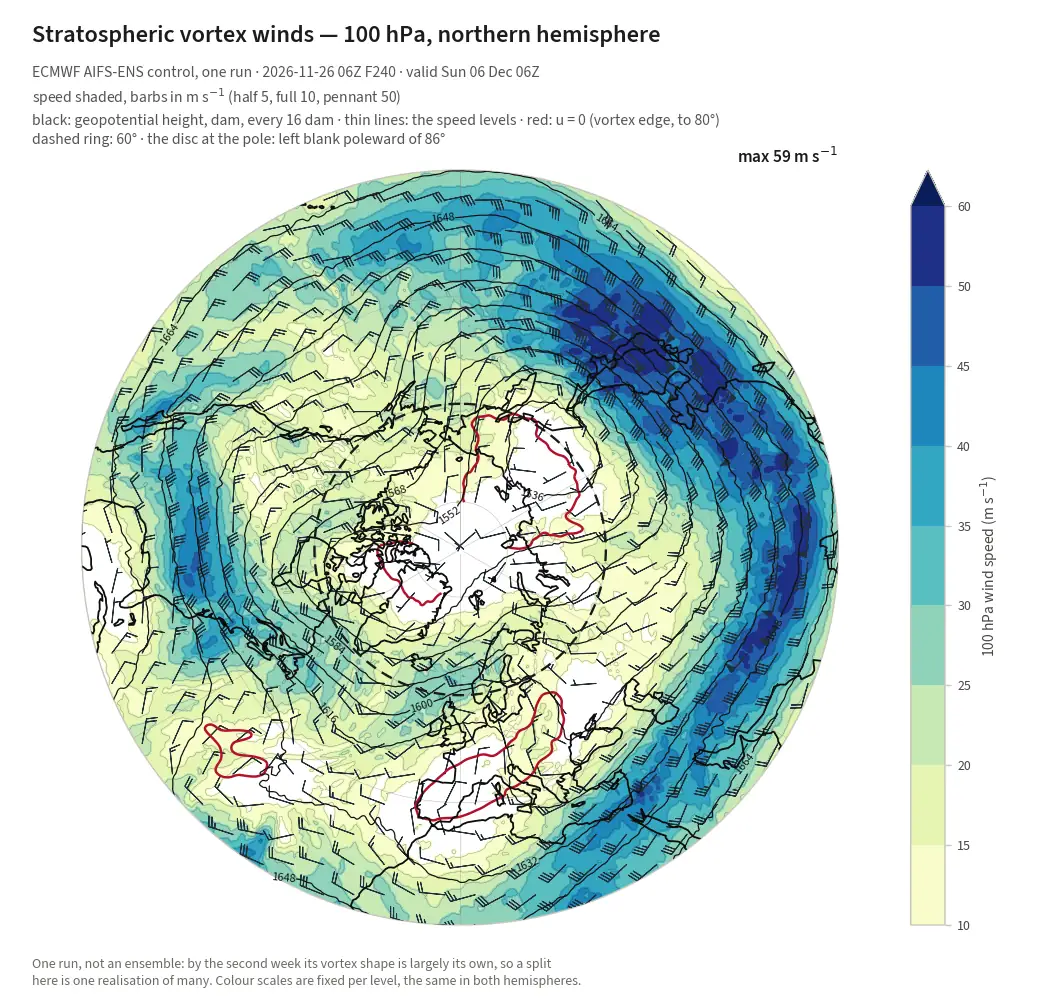 Stratospheric vortex winds — 100 hPa, northern hemisphere
ECMWF AIFS-ENS control, one run · 2026-11-26 06Z F240 · valid Sun 06 Dec 06Z
speed shaded, barbs in m s⁻¹ (half 5, full 10, pennant 50)
black: geopotential height, dam, every 16 dam · thin lines: the speed levels · red: u = 0 (vortex edge, to 80°)
dashed ring: 60° · the disc at the pole: left blank poleward of 86°
max 59 m s⁻¹
1648
1664
1568
1552
1600
1616
1632
1648
1664
60
50
45
40
35
30
25
20
15
10
100 hPa wind speed (m s⁻¹)
One run, not an ensemble: by the second week its vortex shape is largely its own, so a split
here is one realisation of many. Colour scales are fixed per level, the same in both hemispheres.